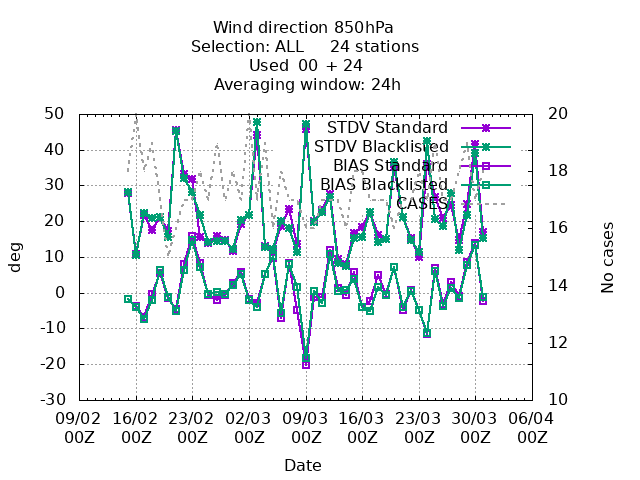 Wind direction 850hPa
Selection: ALL 24 stations
Used 00 + 24
Averaging window: 24h
50
40
30
20
10
0
-10
-20
-30
20
18
16
14
12
10
STDV Standard
STDV Blacklisted
BIAS Standard
BIAS Blacklisted
CASES
deg
No cases
09/02 16/02 23/02 02/03 09/03 16/03 23/03 30/03 06/04
00Z 00Z 00Z 00Z 00Z 00Z 00Z 00Z 00Z
Date